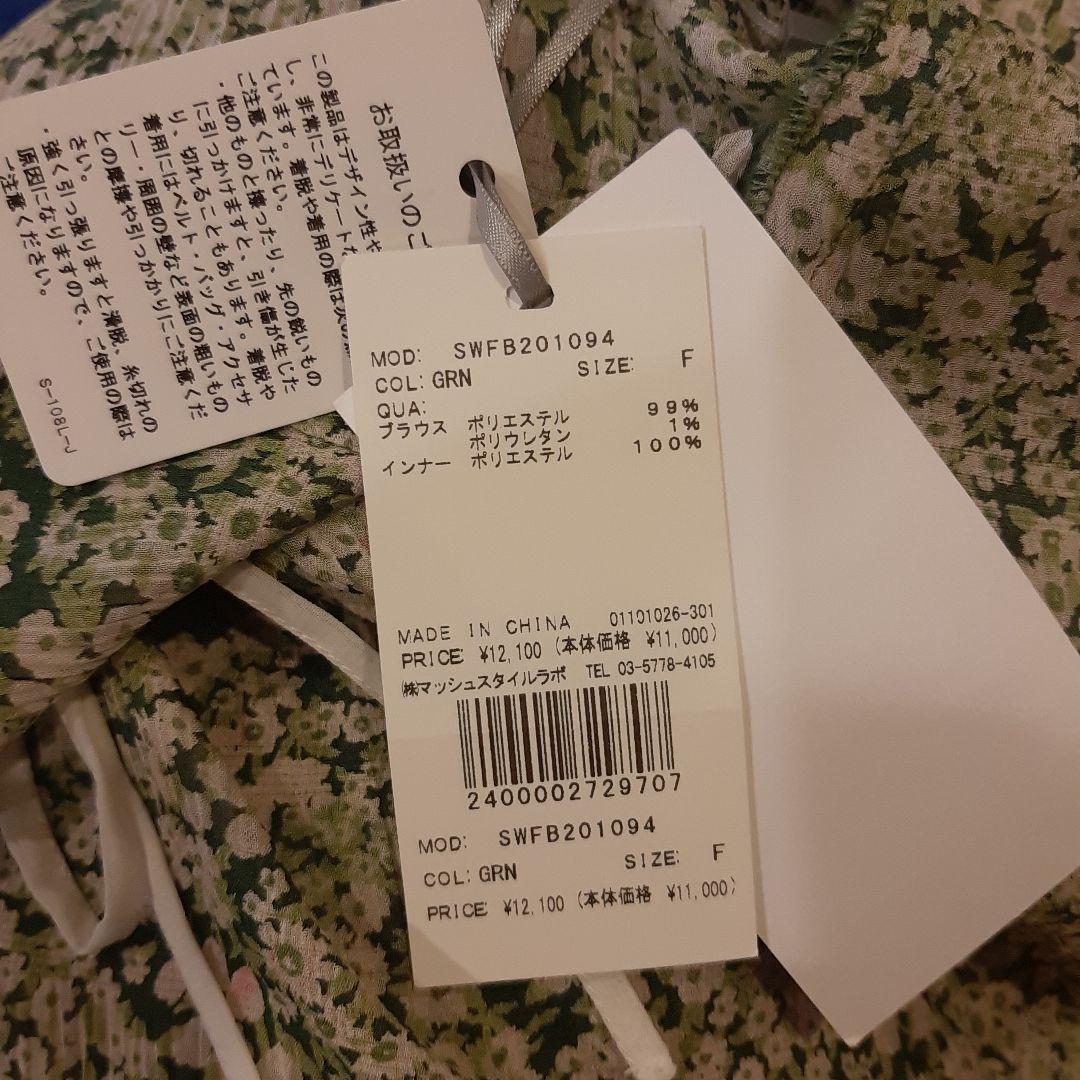 お取扱いのご
この製品はデザイン性や
し、非常にデリケートな
ています。着脱や着用の際は次の
ご注意ください。
・他のものと擦ったり、先の鋭いもの
に引っかけますと、引き傷が生じた
り、切れることもあります。着脱や
着用にはベルト・バッグ・アクセサ
リー・周囲の壁など表面の粗いもの
との摩擦や引っかかりにご注意くだ
さい。
・強く引っ張りますと滑脱、糸切れの
原因になりますので、ご使用の際は
ご注意ください。
S-108L-J
MOD: SWFB201094
COL: GRN SIZE: F
QUA:
ブラウス ポリエステル 99%
ポリウレタン 1%
インナー ポリエステル 100%
MADE IN CHINA 01101026-301
PRICE: ¥12,100 (本体価格 ¥11,000)
㈱マッシュスタイルラボ TEL 03-5778-4105
2400002729707
MOD: SWFB201094
COL: GRN SIZE: F
PRICE: ¥12,100 (本体価格 ¥11,000)